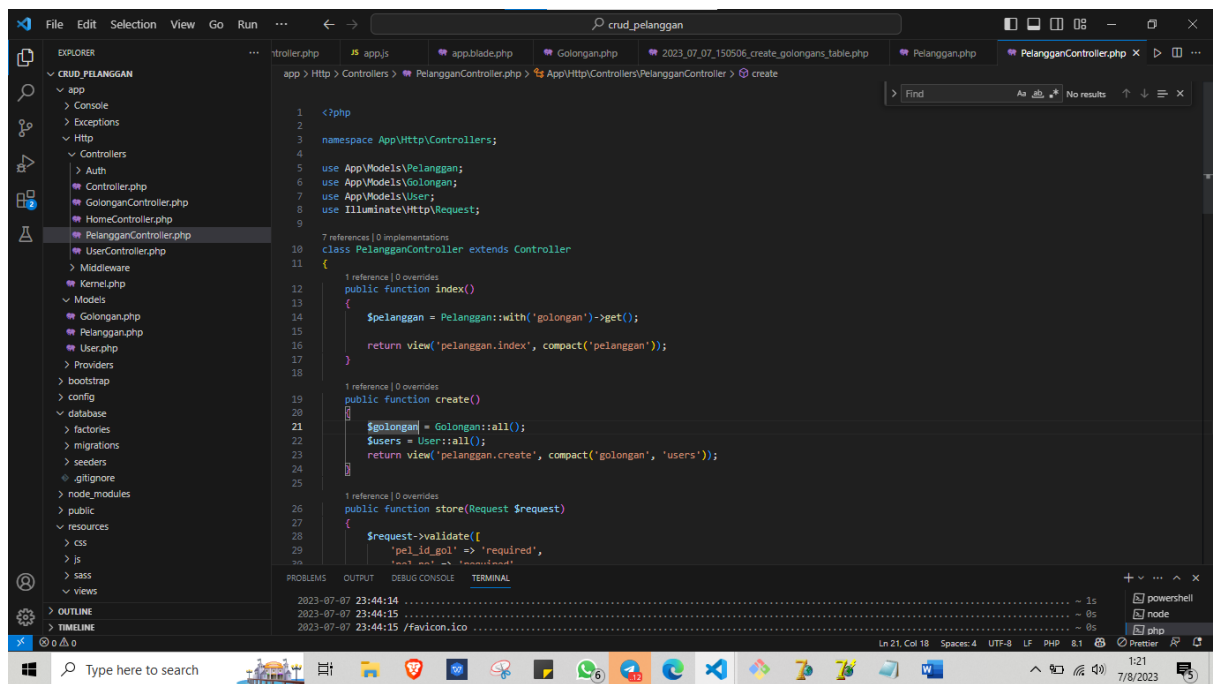 File Edit Selection View Go Run ··· ← → crud_pelanggan
EXPLORER ···
CRUD_PELANGGAN
app
Console
Exceptions
Http
Controllers
Auth
Controller.php
GolonganController.php
HomeController.php
PelangganController.php
UserController.php
Middleware
Kernel.php
Models
Golongan.php
Pelanggan.php
User.php
Providers
bootstrap
config
database
factories
migrations
seeders
.gitignore
node_modules
public
resources
css
js
sass
views
OUTLINE
TIMELINE
2
ntroller.php JS app.js app.blade.php Golongan.php 2023_07_07_150506_create_golongans_table.php Pelanggan.php PelangganController.php
app > Http > Controllers > PelangganController.php > App\Http\Controllers\PelangganController > create
Find Aa ab .* No results
1 <?php
2
3 namespace App\Http\Controllers;
4
5 use App\Models\Pelanggan;
6 use App\Models\Golongan;
7 use App\Models\User;
8 use Illuminate\Http\Request;
9
7 references | 0 implementations
10 class PelangganController extends Controller
11 {
1 reference | 0 overrides
12 public function index()
13 {
14 $pelanggan = Pelanggan::with('golongan')->get();
15
16 return view('pelanggan.index', compact('pelanggan'));
17 }
18
1 reference | 0 overrides
19 public function create()
20 {
21 $golongan = Golongan::all();
22 $users = User::all();
23 return view('pelanggan.create', compact('golongan', 'users'));
24 }
25
1 reference | 0 overrides
26 public function store(Request $request)
27 {
28 $request->validate([
29 'pel_id_gol' => 'required',
'pel_no' => 'required',
PROBLEMS OUTPUT DEBUG CONSOLE TERMINAL
2023-07-07 23:44:14 ........ ~ 1s
2023-07-07 23:44:15 ........ ~ 0s
2023-07-07 23:44:15 /favicon.ico ........ ~ 0s
powershell
node
php
0 0 Ln 21, Col 18 Spaces: 4 UTF-8 LF PHP 8.1 Prettier
Type here to search
6
12
W
1:21
7/8/2023
5